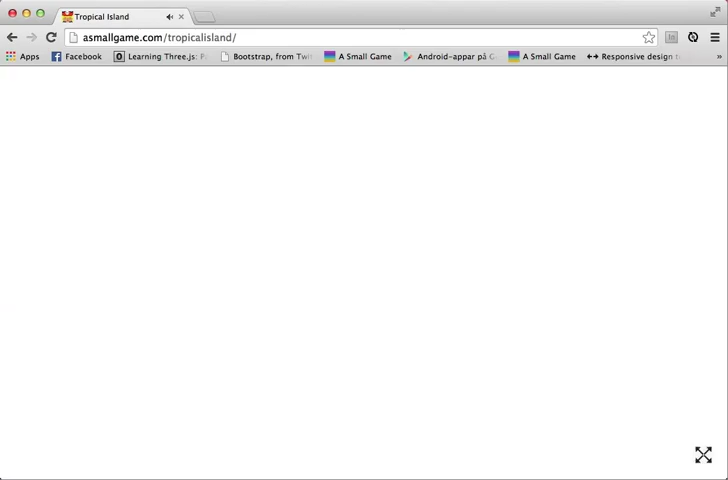 Tropical Island
asmallgame.com/tropicalisland/
Apps Facebook Learning Three.js: Bootstrap, from Twit A Small Game Android-appar på A Small Game Responsive design »